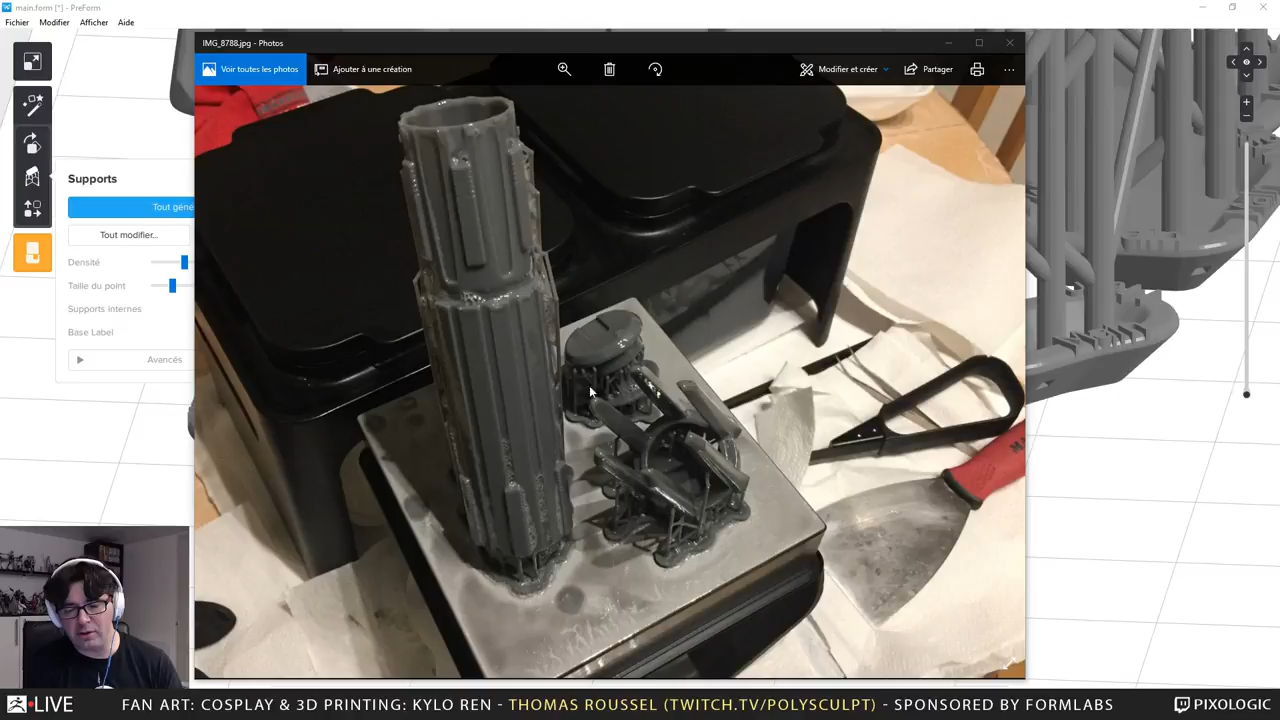 main.form [*] - PreForm
Fichier Modifier Afficher Aide
IMG_8788.jpg - Photos
Voir toutes les photos Ajouter à une création Modifier et créer Partager
Supports
Tout géné
Tout modifier...
Densité
Taille du point
Supports internes
Base Label
Avancés
LIVE FAN ART: COSPLAY & 3D PRINTING: KYLO REN - THOMAS ROUSSEL (TWITCH.TV/POLYSCULPT) - SPONSORED BY FORMLABS PIXOLOGIC